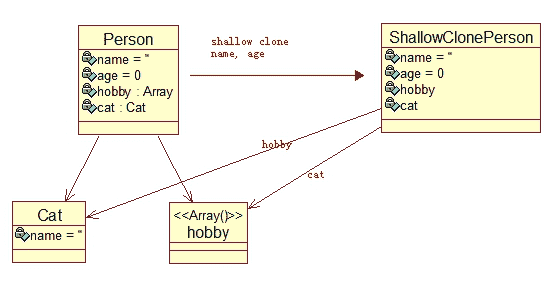 Person
name = "
age = 0
hobby : Array
cat : Cat
shallow clone
name, age
ShallowClonePerson
name = "
age = 0
hobby
cat
hobby
cat
Cat
name = "
<<Array()>>
hobby